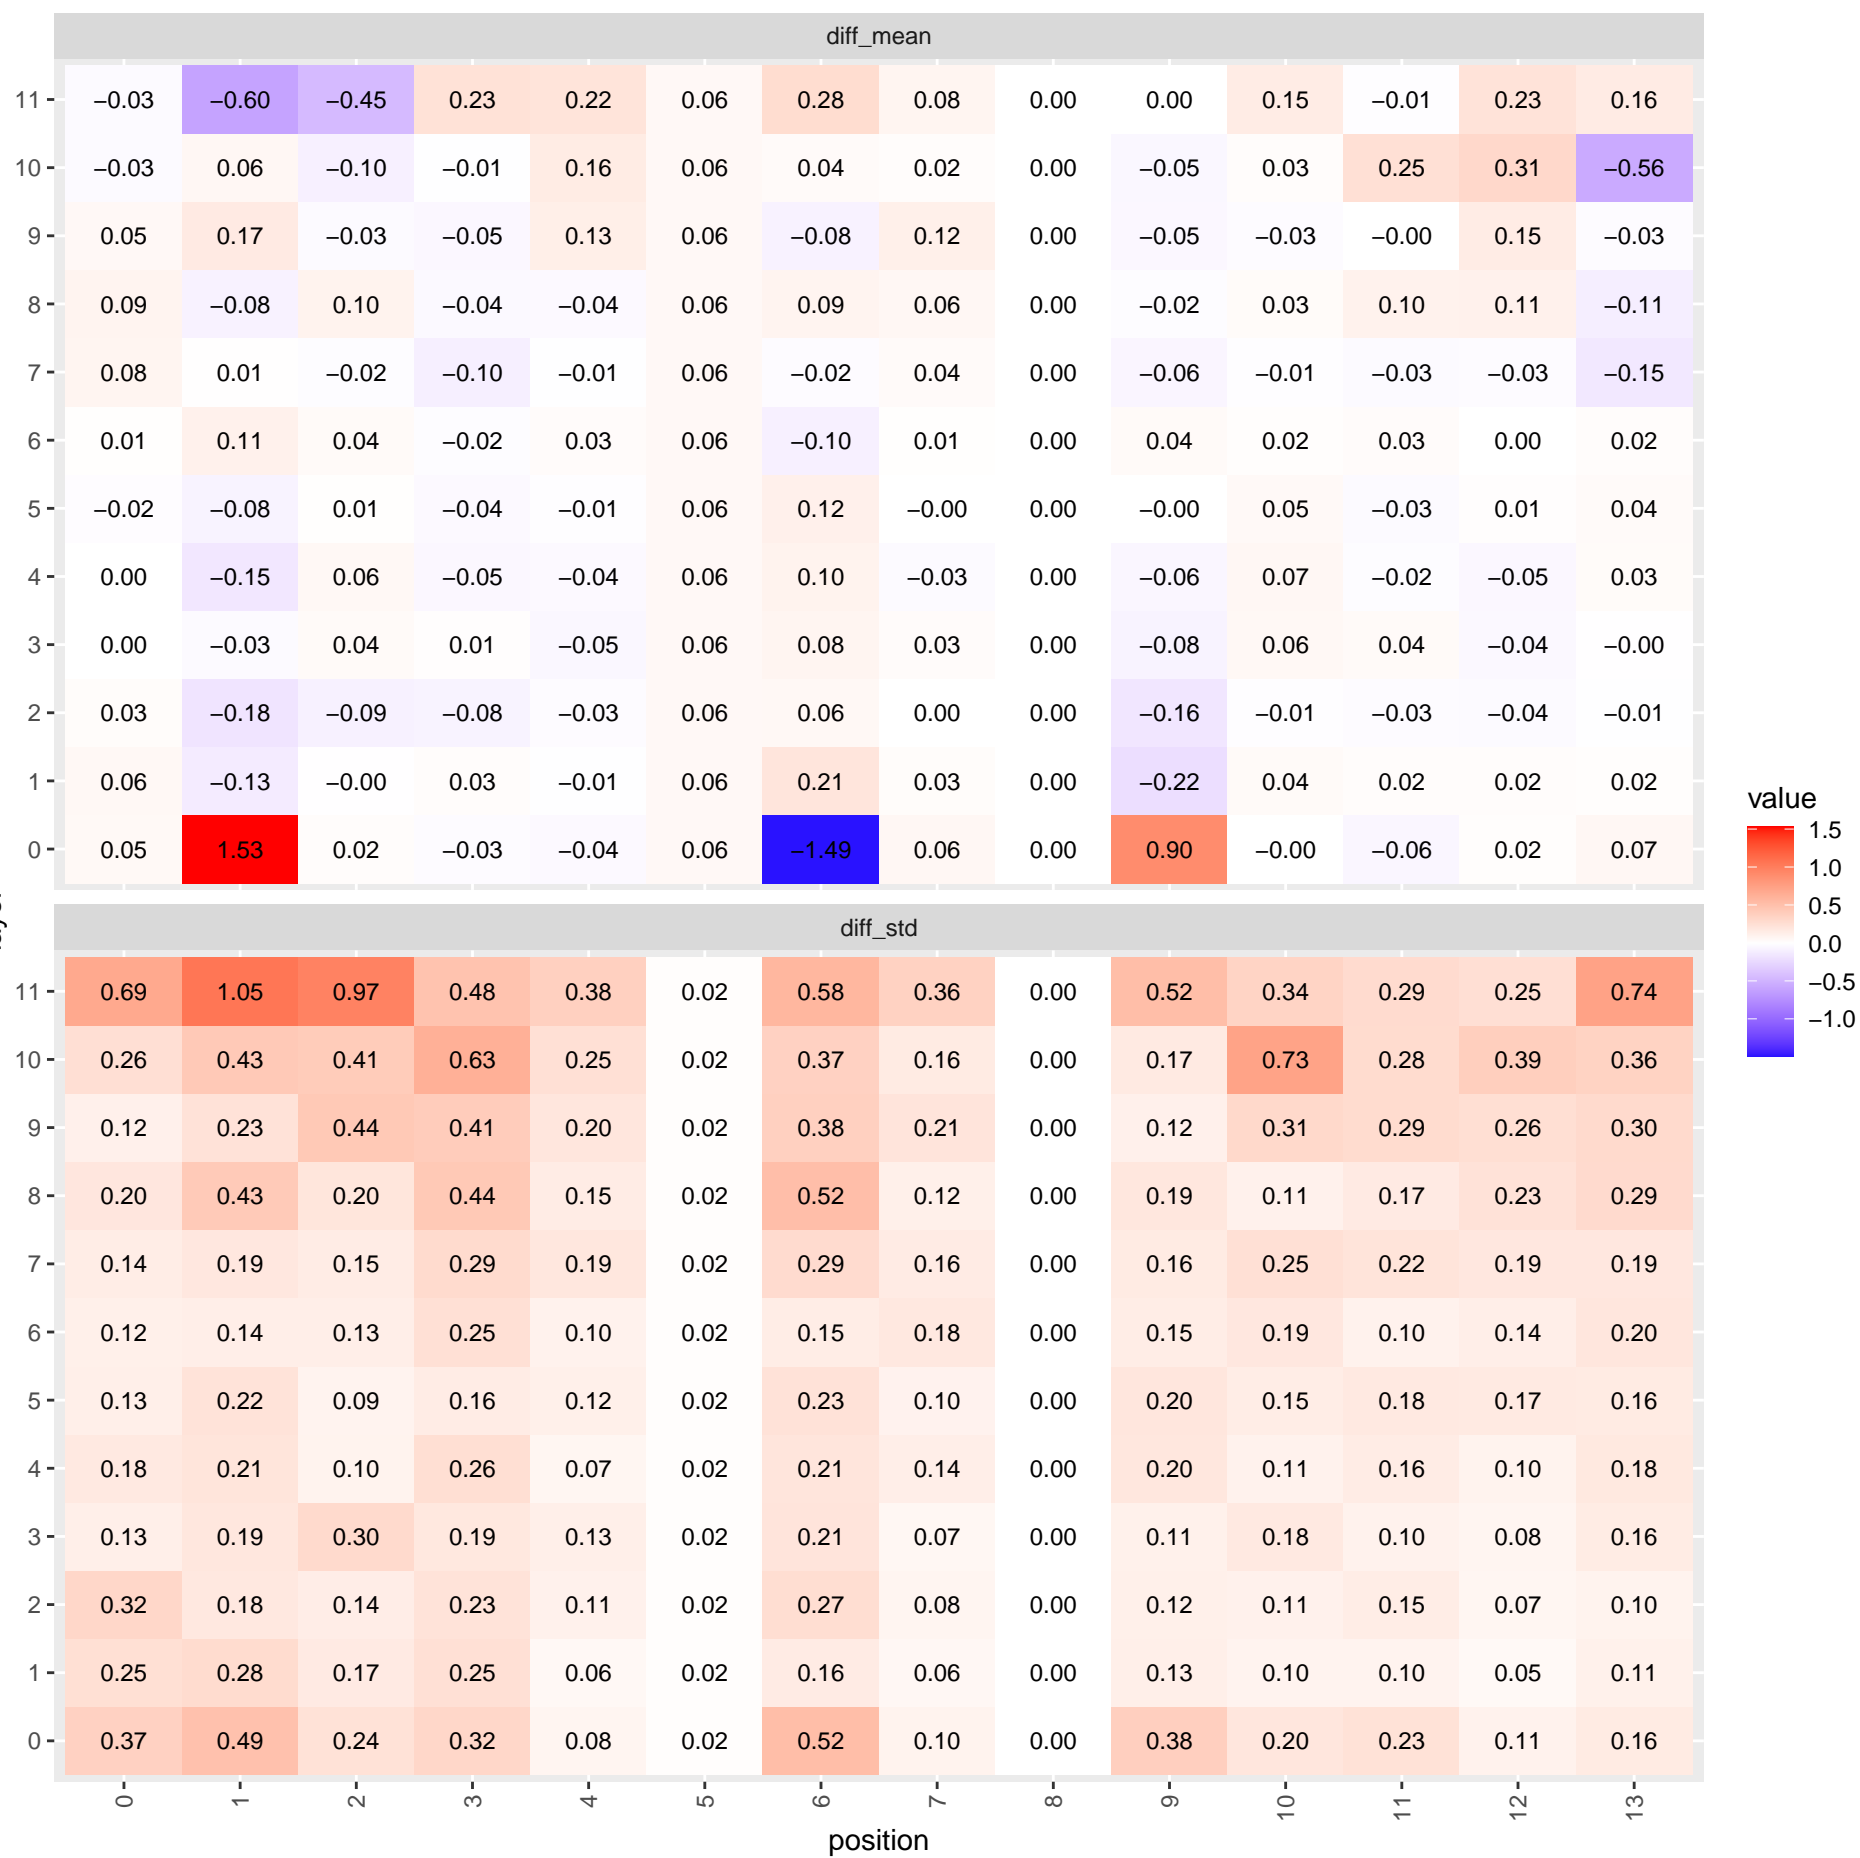 diff_mean
11 −0.03 −0.60 −0.45 0.23 0.22 0.06 0.28 0.08 0.00 0.00 0.15 −0.01 0.23 0.16
10 −0.03 0.06 −0.10 −0.01 0.16 0.06 0.04 0.02 0.00 −0.05 0.03 0.25 0.31 −0.56
9 0.05 0.17 −0.03 −0.05 0.13 0.06 −0.08 0.12 0.00 −0.05 −0.03 −0.00 0.15 −0.03
8 0.09 −0.08 0.10 −0.04 −0.04 0.06 0.09 0.06 0.00 −0.02 0.03 0.10 0.11 −0.11
7 0.08 0.01 −0.02 −0.10 −0.01 0.06 −0.02 0.04 0.00 −0.06 −0.01 −0.03 −0.03 −0.15
6 0.01 0.11 0.04 −0.02 0.03 0.06 −0.10 0.01 0.00 0.04 0.02 0.03 0.00 0.02
5 −0.02 −0.08 0.01 −0.04 −0.01 0.06 0.12 −0.00 0.00 −0.00 0.05 −0.03 0.01 0.04
4 0.00 −0.15 0.06 −0.05 −0.04 0.06 0.10 −0.03 0.00 −0.06 0.07 −0.02 −0.05 0.03
3 0.00 −0.03 0.04 0.01 −0.05 0.06 0.08 0.03 0.00 −0.08 0.06 0.04 −0.04 −0.00
2 0.03 −0.18 −0.09 −0.08 −0.03 0.06 0.06 0.00 0.00 −0.16 −0.01 −0.03 −0.04 −0.01
1 0.06 −0.13 −0.00 0.03 −0.01 0.06 0.21 0.03 0.00 −0.22 0.04 0.02 0.02 0.02
0 0.05 1.53 0.02 −0.03 −0.04 0.06 −1.49 0.06 0.00 0.90 −0.00 −0.06 0.02 0.07
diff_std
11 0.69 1.05 0.97 0.48 0.38 0.02 0.58 0.36 0.00 0.52 0.34 0.29 0.25 0.74
10 0.26 0.43 0.41 0.63 0.25 0.02 0.37 0.16 0.00 0.17 0.73 0.28 0.39 0.36
9 0.12 0.23 0.44 0.41 0.20 0.02 0.38 0.21 0.00 0.12 0.31 0.29 0.26 0.30
8 0.20 0.43 0.20 0.44 0.15 0.02 0.52 0.12 0.00 0.19 0.11 0.17 0.23 0.29
7 0.14 0.19 0.15 0.29 0.19 0.02 0.29 0.16 0.00 0.16 0.25 0.22 0.19 0.19
6 0.12 0.14 0.13 0.25 0.10 0.02 0.15 0.18 0.00 0.15 0.19 0.10 0.14 0.20
5 0.13 0.22 0.09 0.16 0.12 0.02 0.23 0.10 0.00 0.20 0.15 0.18 0.17 0.16
4 0.18 0.21 0.10 0.26 0.07 0.02 0.21 0.14 0.00 0.20 0.11 0.16 0.10 0.18
3 0.13 0.19 0.30 0.19 0.13 0.02 0.21 0.07 0.00 0.11 0.18 0.10 0.08 0.16
2 0.32 0.18 0.14 0.23 0.11 0.02 0.27 0.08 0.00 0.12 0.11 0.15 0.07 0.10
1 0.25 0.28 0.17 0.25 0.06 0.02 0.16 0.06 0.00 0.13 0.10 0.10 0.05 0.11
0 0.37 0.49 0.24 0.32 0.08 0.02 0.52 0.10 0.00 0.38 0.20 0.23 0.11 0.16
0 1 2 3 4 5 6 7 8 9 10 11 12 13
position
value
1.5
1.0
0.5
0.0
−0.5
−1.0